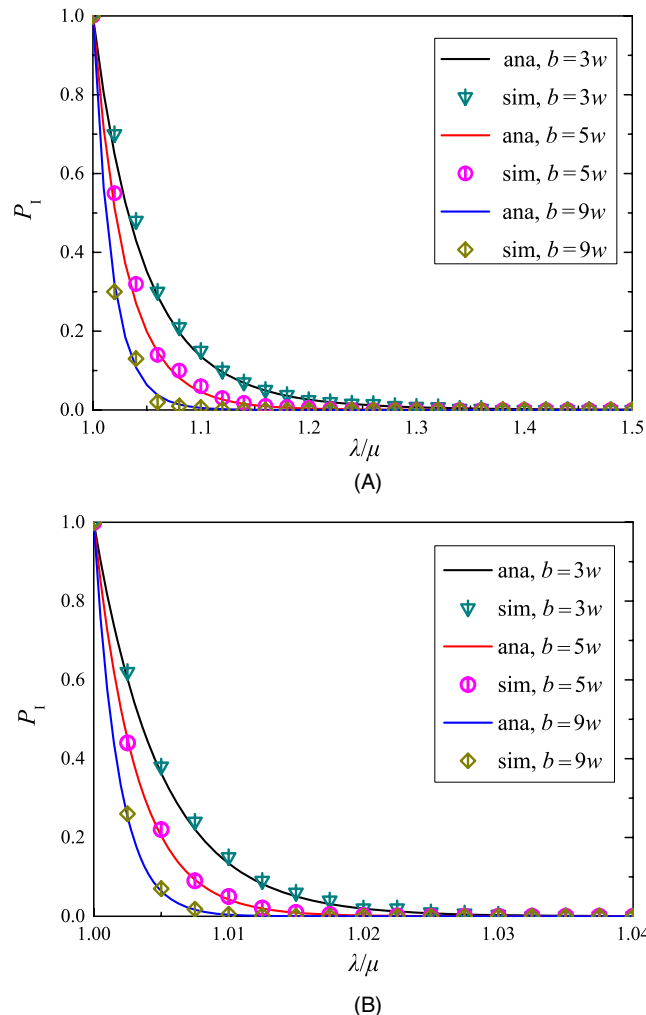 1.0
0.8
0.6
0.4
0.2
0.0
P_I
1.0 1.1 1.2 1.3 1.4 1.5
λ/μ
ana, b=3w
sim, b=3w
ana, b=5w
sim, b=5w
ana, b=9w
sim, b=9w
(A)
1.0
0.8
0.6
0.4
0.2
0.0
P_I
1.00 1.01 1.02 1.03 1.04
λ/μ
ana, b=3w
sim, b=3w
ana, b=5w
sim, b=5w
ana, b=9w
sim, b=9w
(B)